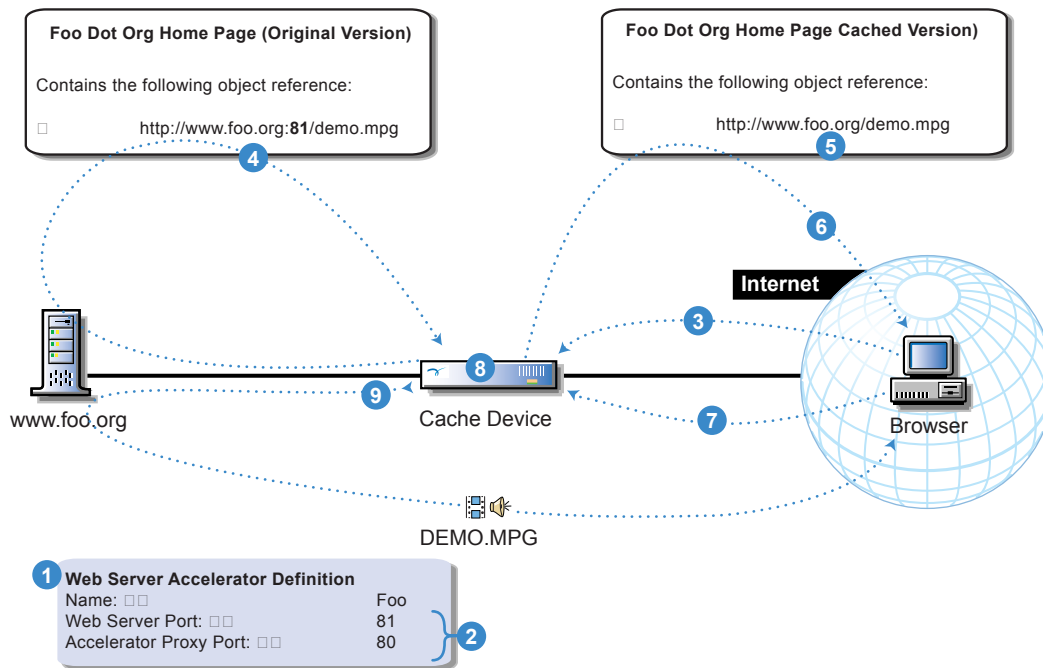 Foo Dot Org Home Page (Original Version)
Contains the following object reference:
http://www.foo.org:81/demo.mpg
4
Foo Dot Org Home Page Cached Version)
Contains the following object reference:
http://www.foo.org/demo.mpg
5
6
Internet
3
8
9
7
www.foo.org
Cache Device
Browser
DEMO.MPG
1
Web Server Accelerator Definition
Name: Foo
Web Server Port: 81
Accelerator Proxy Port: 80
2